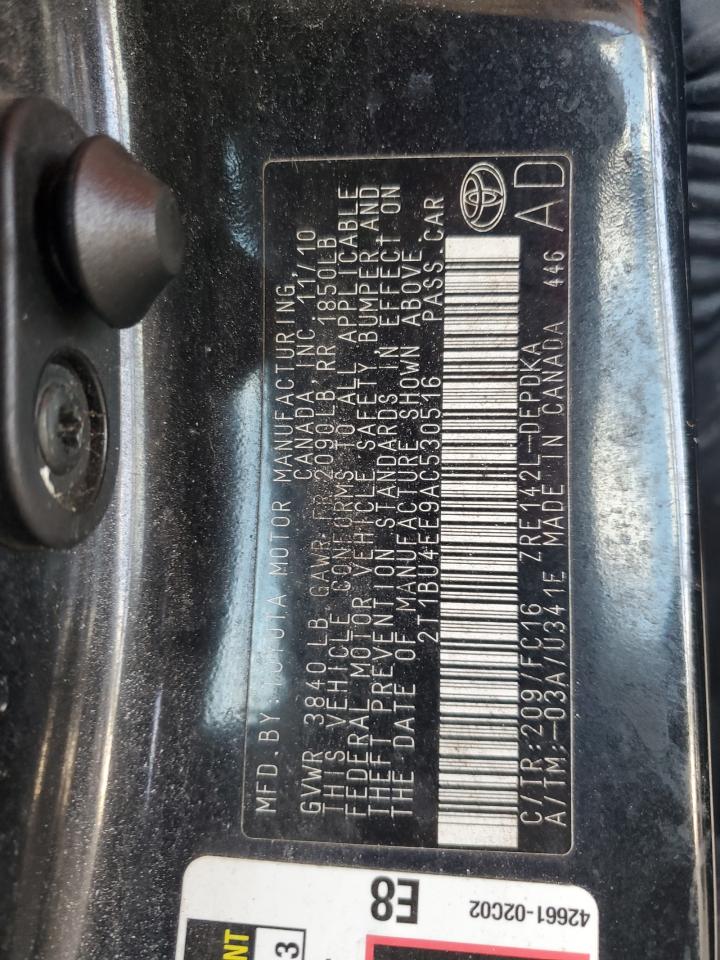 MFD.BY:TOYOTA MOTOR MANUFACTURING,
CANADA INC. 11/10
GVWR 3840 LB GAWR FR 2090LB RR 1850LB
THIS VEHICLE CONFORMS TO ALL APPLICABLE
FEDERAL MOTOR VEHICLE SAFETY, BUMPER AND
THEFT PREVENTION STANDARDS IN EFFECT ON
THE DATE OF MANUFACTURE SHOWN ABOVE.
2T1BU4EE9AC530516 PASS.CAR
C/TR:209/FC16 ZRE142L-DEPDKA
A/TM:-03A/U341E MADE IN CANADA 446 AD
E8
42661-02C02
NT
3